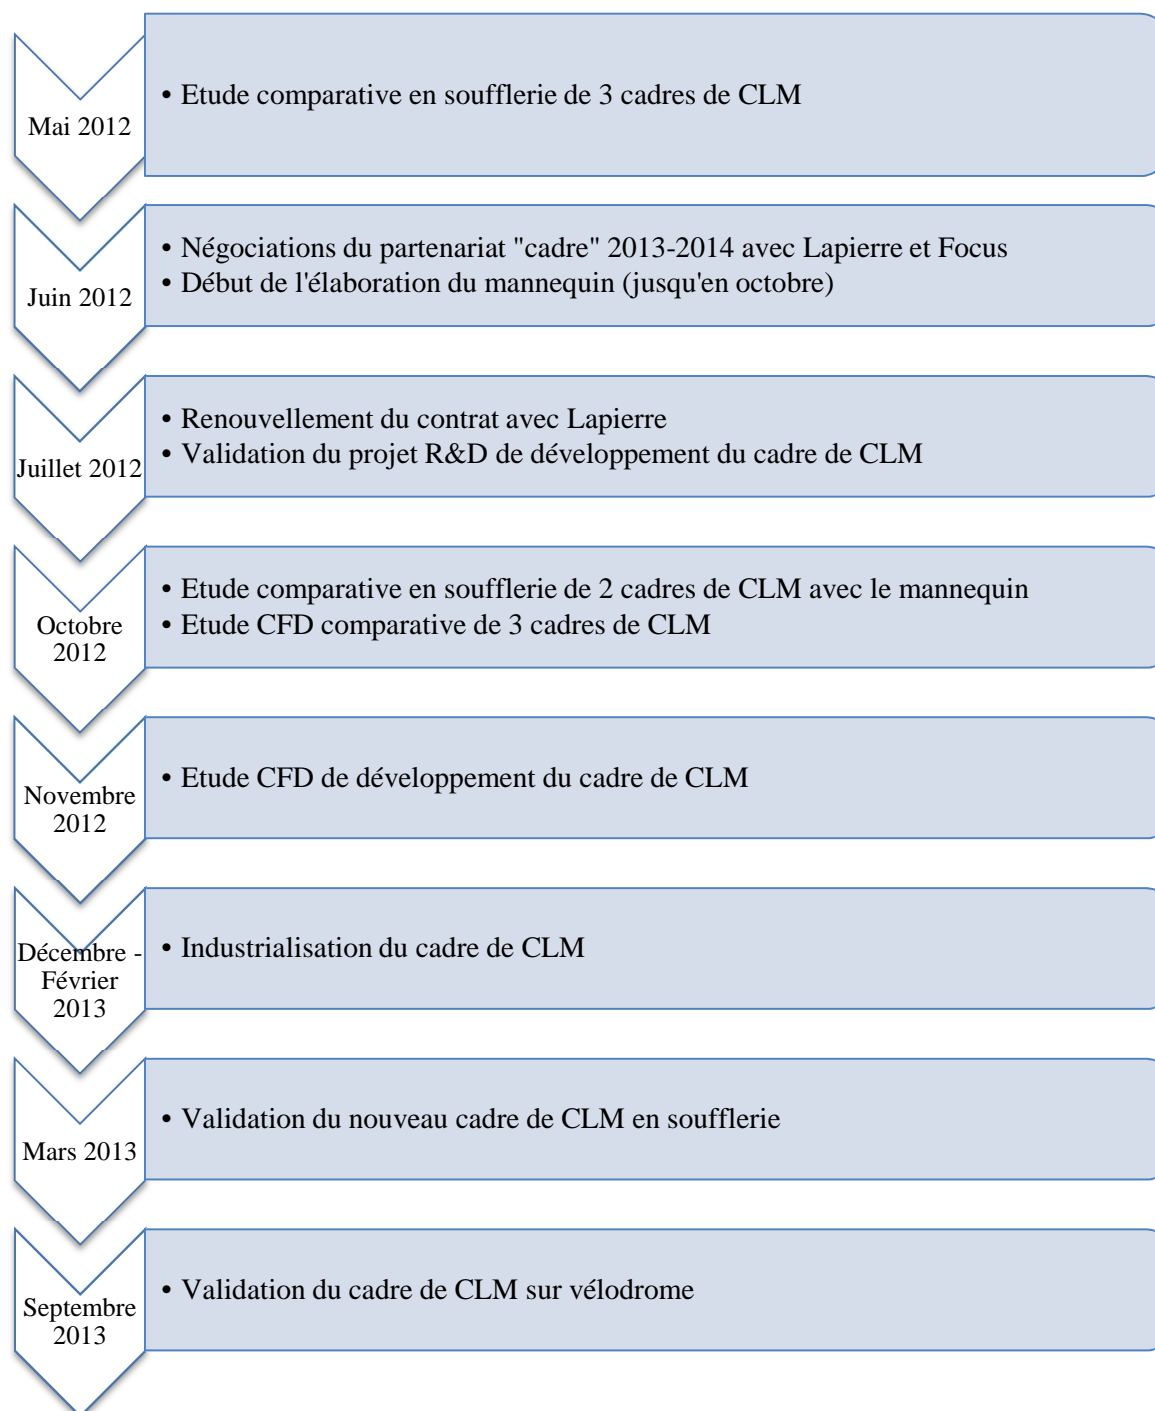 Mai 2012
• Etude comparative en soufflerie de 3 cadres de CLM
Juin 2012
• Négociations du partenariat "cadre" 2013-2014 avec Lapierre et Focus
• Début de l'élaboration du mannequin (jusqu'en octobre)
Juillet 2012
• Renouvellement du contrat avec Lapierre
• Validation du projet R&D de développement du cadre de CLM
Octobre
2012
• Etude comparative en soufflerie de 2 cadres de CLM avec le mannequin
• Etude CFD comparative de 3 cadres de CLM
Novembre
2012
• Etude CFD de développement du cadre de CLM
Décembre -
Février
2013
• Industrialisation du cadre de CLM
Mars 2013
• Validation du nouveau cadre de CLM en soufflerie
Septembre
2013
• Validation du cadre de CLM sur vélodrome